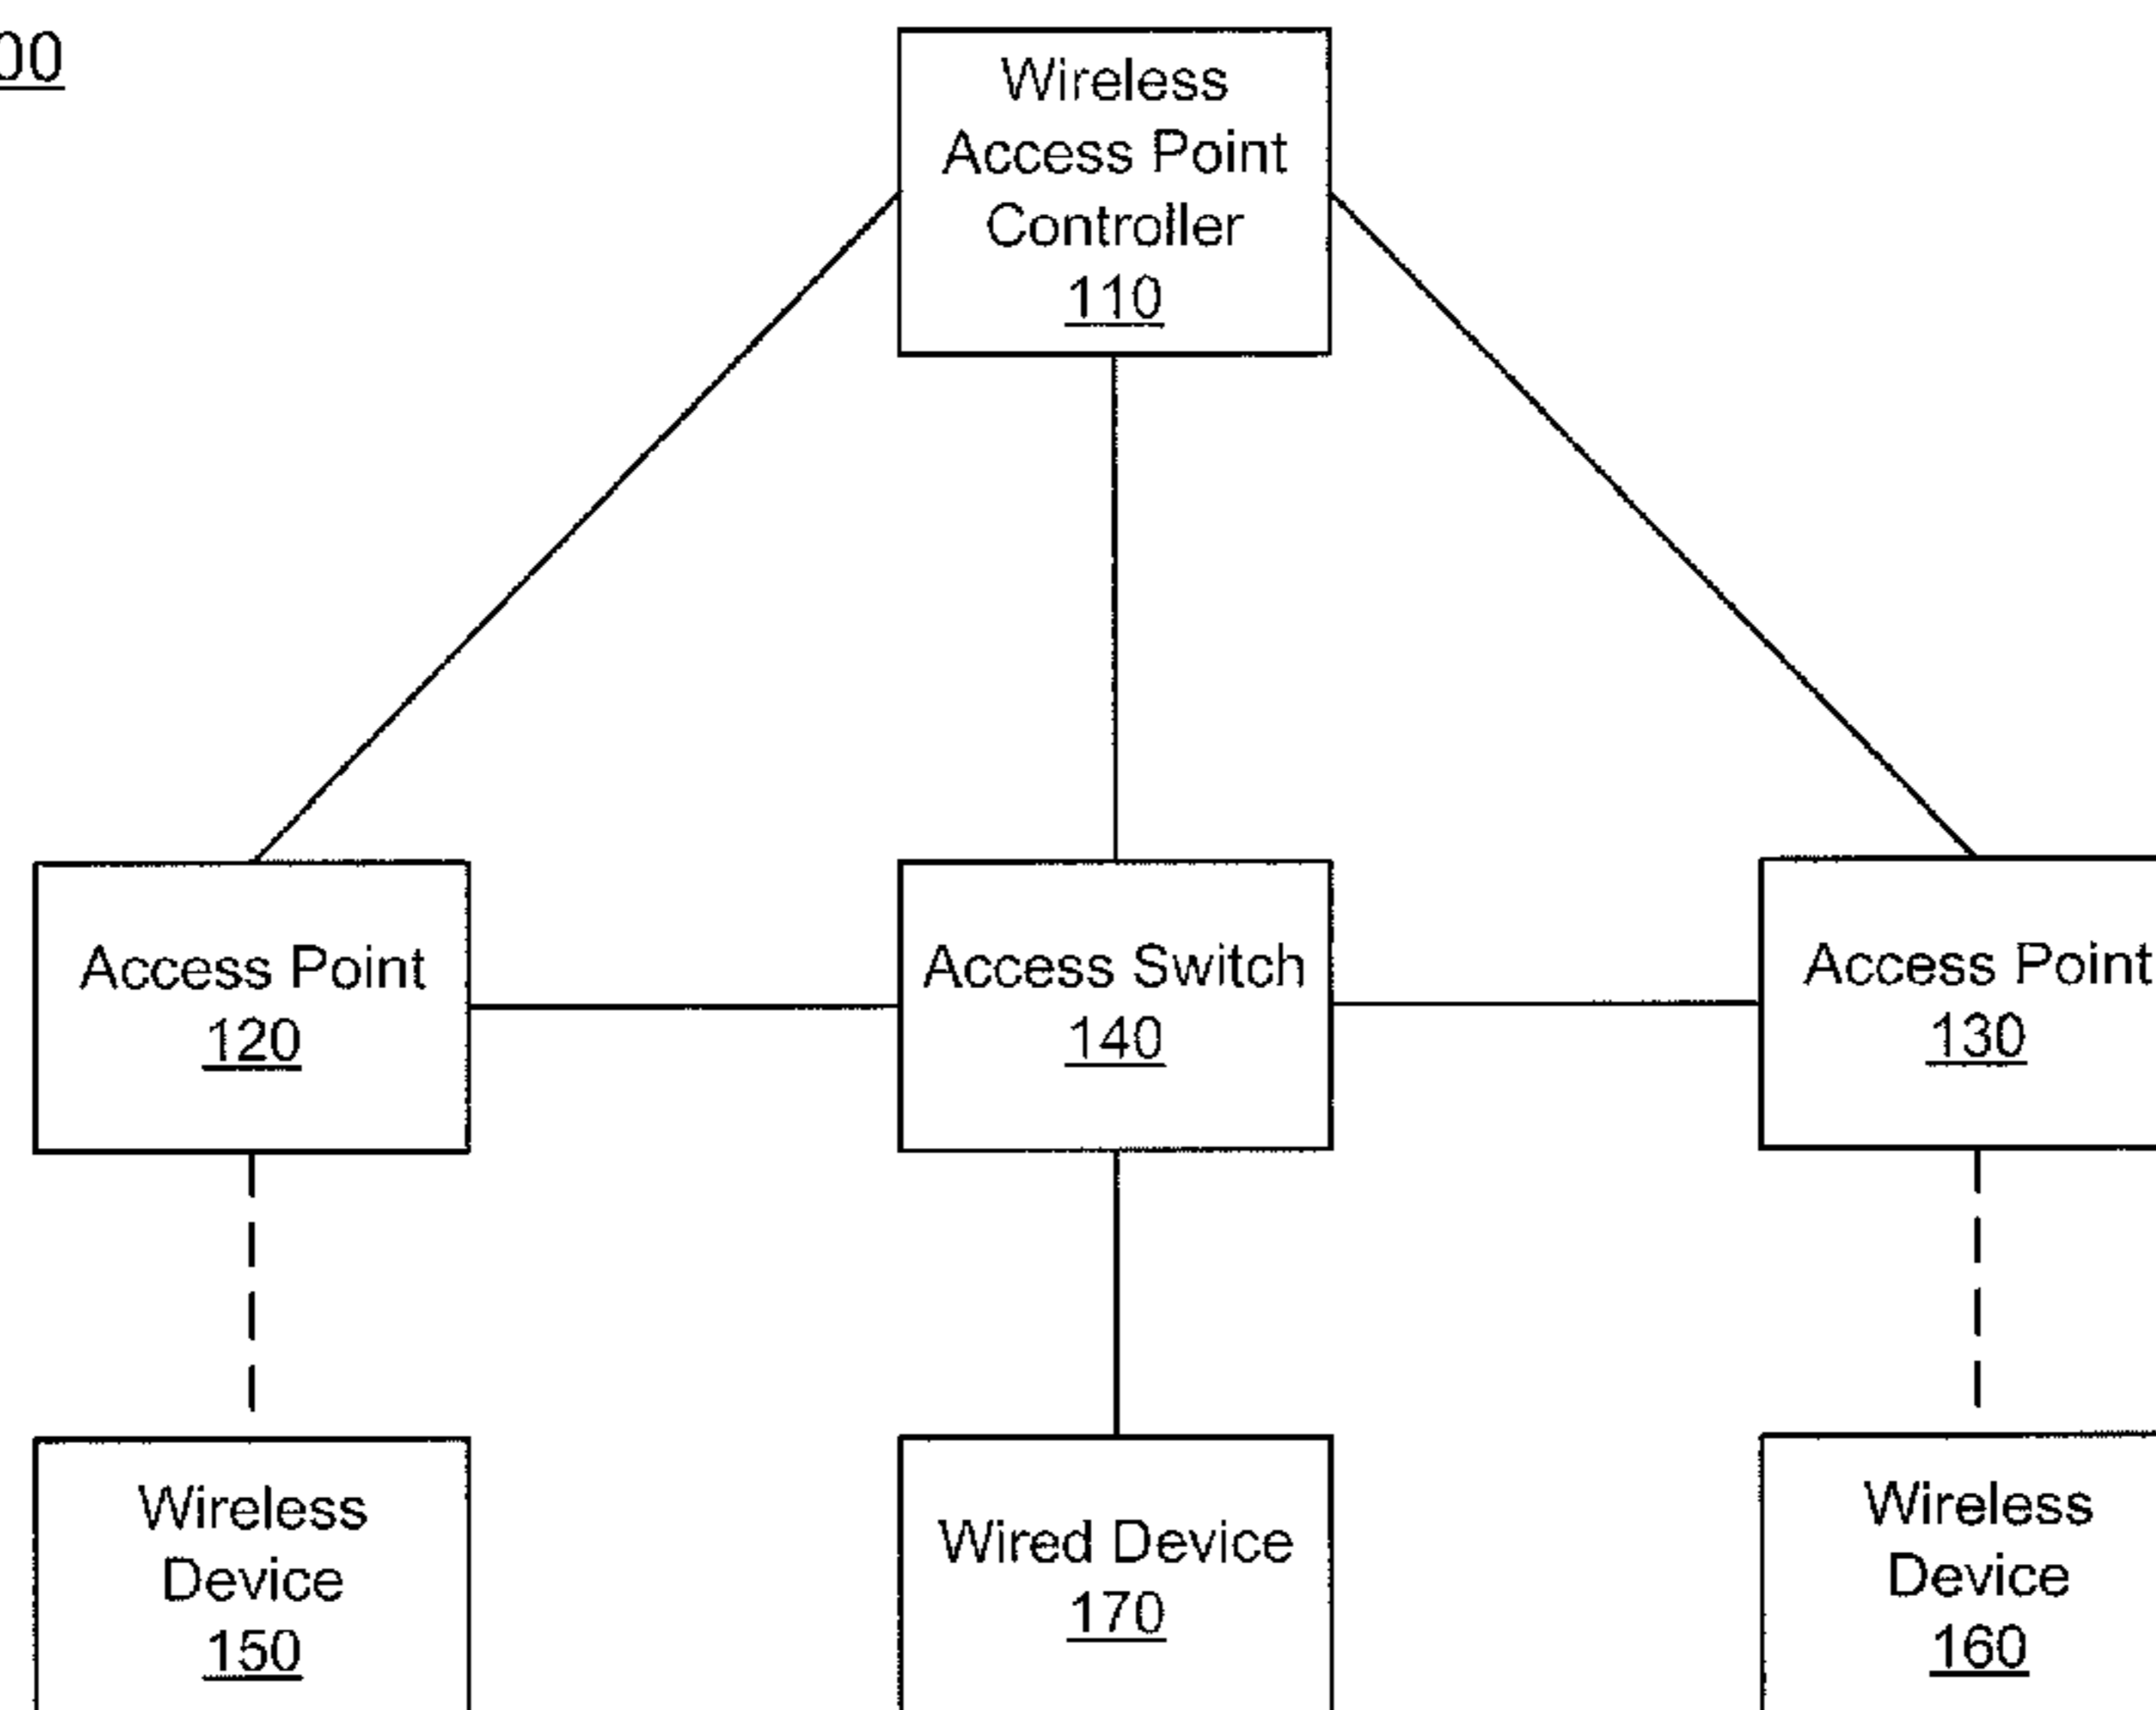 00
Wireless
Access Point
Controller
110
Access Point
120
Access Switch
140
Access Point
130
Wireless
Device
150
Wired Device
170
Wireless
Device
160